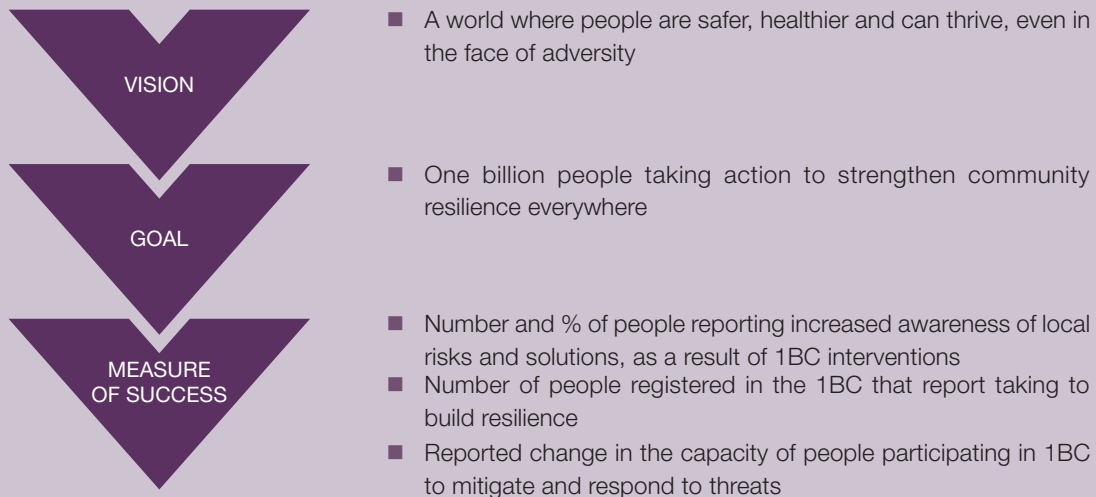 VISION
■ A world where people are safer, healthier and can thrive, even in
the face of adversity
GOAL
■ One billion people taking action to strengthen community
resilience everywhere
MEASURE
OF SUCCESS
■ Number and % of people reporting increased awareness of local
risks and solutions, as a result of 1BC interventions
■ Number of people registered in the 1BC that report taking to
build resilience
■ Reported change in the capacity of people participating in 1BC
to mitigate and respond to threats